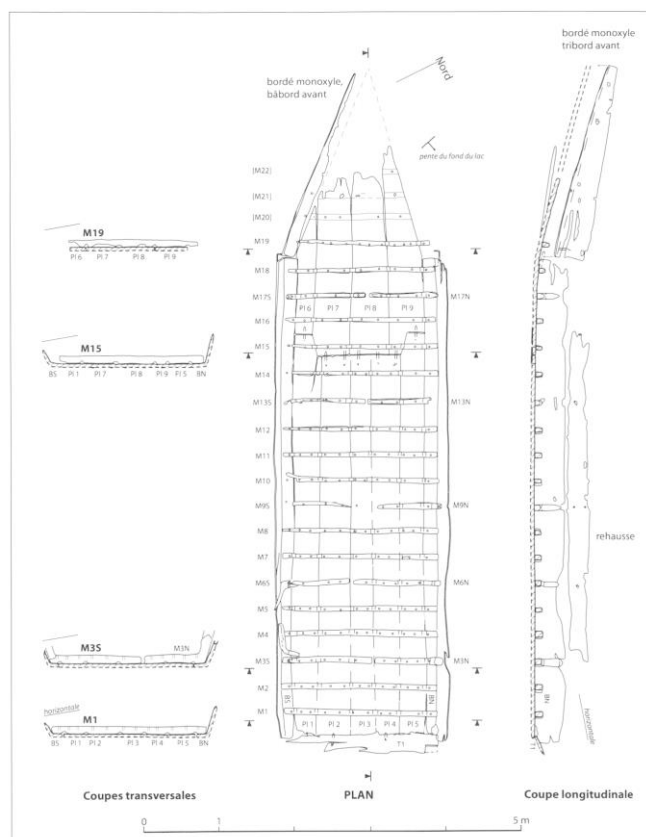 bordé monoxyle
tribord avant
bordé monoxyle,
bâbord avant
Nord
pente du fond du lac
[M22]
[M21]
[M20]
M19
M18
M17S
M17N
M16
M15
M14
M13S
M13N
M12
M11
M10
M9S
M9N
M8
M7
M6S
M6N
M5
M4
M3S
M3N
M2
M1
Pl 6 Pl 7 Pl 8 Pl 9
BS
BN
Pl 1 Pl 2 Pl 3 Pl 4 Pl 5
T1
M19
Pl 6 Pl 7 Pl 8 Pl 9
M15
BS Pl 1 Pl 7 Pl 8 Pl 9 Pl 5 BN
M3S M3N
M1
horizontale
BS Pl 1 Pl 2 Pl 3 Pl 4 Pl 5 BN
rehausse
BN
horizontale
Coupes transversales PLAN Coupe longitudinale
0 1 5 m